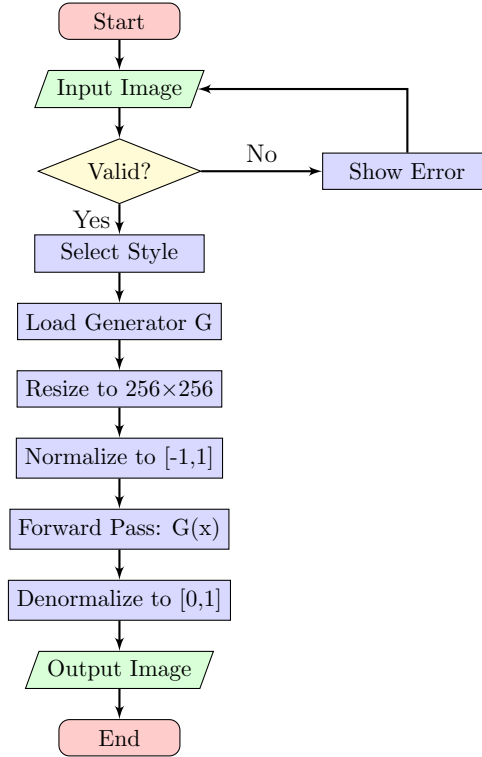 Start
Input Image
Valid?
No
Show Error
Yes
Select Style
Load Generator G
Resize to 256×256
Normalize to [-1,1]
Forward Pass: G(x)
Denormalize to [0,1]
Output Image
End